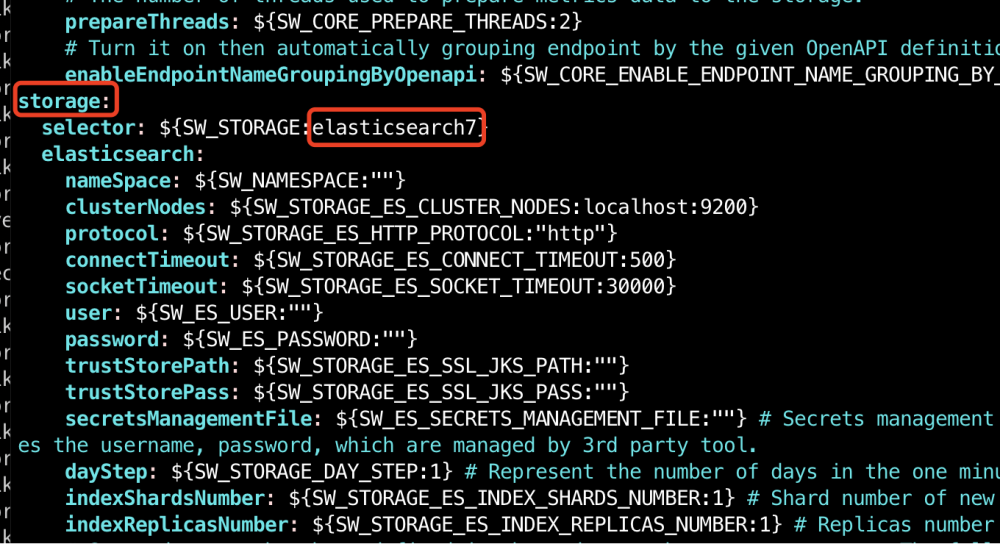 # The number of threads used to prepare metrics data to the storage.
prepareThreads: ${SW_CORE_PREPARE_THREADS:2}
# Turn it on then automatically grouping endpoint by the given OpenAPI
enableEndpointNameGroupingByOpenapi: ${SW_CORE_ENABLE_ENDPOINT_NAME_GROUPING_BY_
storage:
selector: ${SW_STORAGE:elasticsearch7}
elasticsearch:
nameSpace: ${SW_NAMESPACE:""}
clusterNodes: ${SW_STORAGE_ES_CLUSTER_NODES:localhost:9200}
protocol: ${SW_STORAGE_ES_HTTP_PROTOCOL:"http"}
connectTimeout: ${SW_STORAGE_ES_CONNECT_TIMEOUT:500}
socketTimeout: ${SW_STORAGE_ES_SOCKET_TIMEOUT:30000}
user: ${SW_ES_USER:""}
password: ${SW_ES_PASSWORD:""}
trustStorePath: ${SW_STORAGE_ES_SSL_JKS_PATH:""}
trustStorePass: ${SW_STORAGE_ES_SSL_JKS_PASS:""}
secretsManagementFile: ${SW_ES_SECRETS_MANAGEMENT_FILE:""} # Secrets management
es the username, password, which are managed by 3rd party tool.
dayStep: ${SW_STORAGE_DAY_STEP:1} # Represent the number of days in the one
indexShardsNumber: ${SW_STORAGE_ES_INDEX_SHARDS_NUMBER:1} # Shard number of new
indexReplicasNumber: ${SW_STORAGE_ES_INDEX_REPLICAS_NUMBER:1} # Replicas number